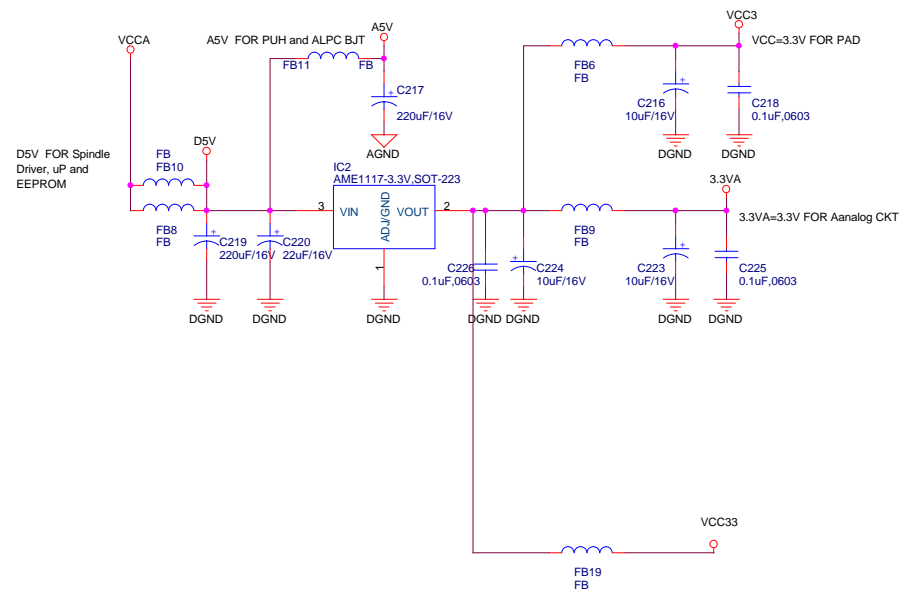 VCCA
A5V FOR PUH and ALPC BJT
A5V
FB11
FB
C217
220uF/16V
AGND
VCC3
VCC=3.3V FOR PAD
FB6
FB
C216
10uF/16V
DGND
C218
0.1uF,0603
DGND
D5V FOR Spindle
Driver, uP and
EEPROM
FB
FB10
D5V
FB8
FB
C219
220uF/16V
DGND
C220
22uF/16V
DGND
IC2
AME1117-3.3V,SOT-223
3
VIN
ADJ/GND
VOUT
2
1
DGND
C226
0.1uF,0603
DGND
C224
10uF/16V
DGND
FB9
FB
3.3VA
3.3VA=3.3V FOR Aanalog CKT
C223
10uF/16V
DGND
C225
0.1uF,0603
DGND
VCC33
FB19
FB